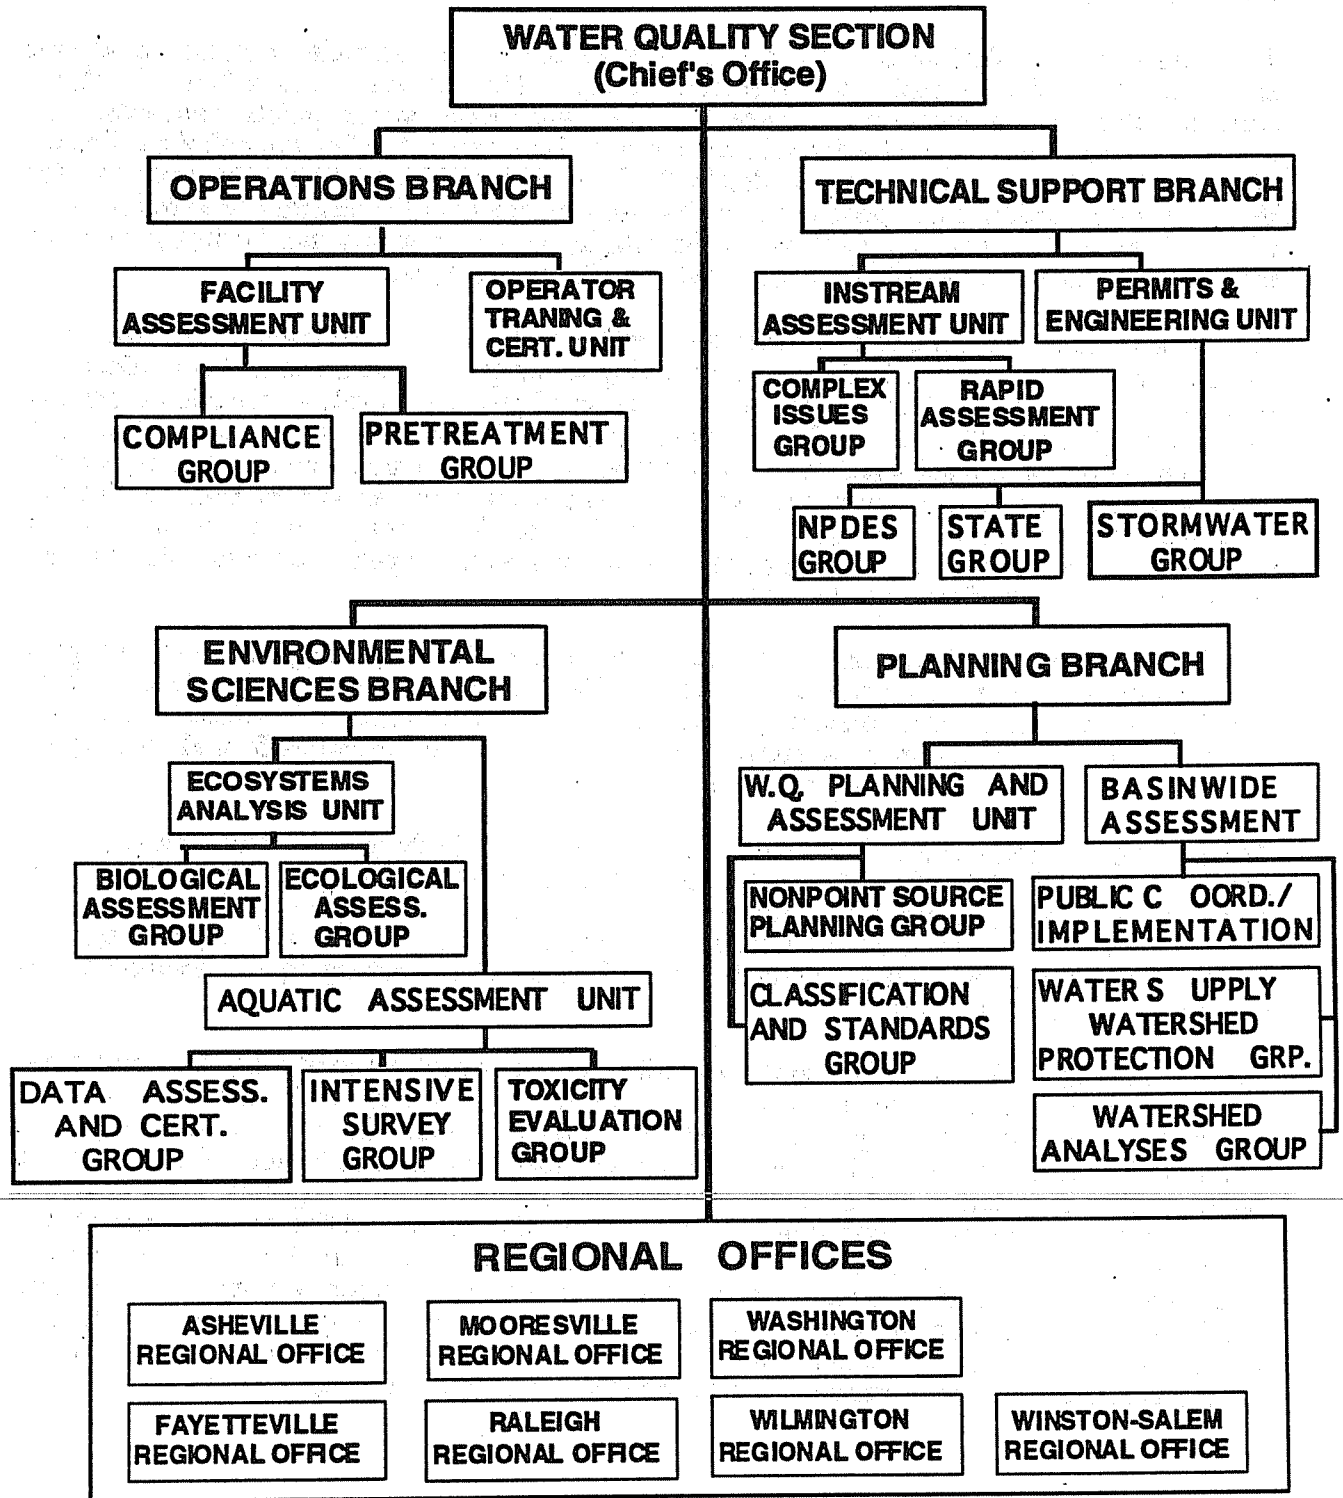 WATER QUALITY SECTION
(Chief's Office)
OPERATIONS BRANCH
TECHNICAL SUPPORT BRANCH
FACILITY
ASSESSMENT UNIT
OPERATOR
TRANING &
CERT. UNIT
INSTREAM
ASSESSMENT UNIT
PERMITS &
ENGINEERING UNIT
COMPLIANCE
GROUP
PRETREATMENT
GROUP
COMPLEX
ISSUES
GROUP
RAPID
ASSESSMENT
GROUP
NPDES
GROUP
STATE
GROUP
STORMWATER
GROUP
ENVIRONMENTAL
SCIENCES BRANCH
PLANNING BRANCH
ECOSYSTEMS
ANALYSIS UNIT
W.Q. PLANNING AND
ASSESSMENT UNIT
BASINWIDE
ASSESSMENT
BIOLOGICAL
ASSESSMENT
GROUP
ECOLOGICAL
ASSESS.
GROUP
NONPOINT SOURCE
PLANNING GROUP
PUBLIC C OORD./
IMPLEMENTATION
AQUATIC ASSESSMENT UNIT
CLASSIFICATION
AND STANDARDS
GROUP
WATER S UPPLY
WATERSHED
PROTECTION GRP.
DATA ASSESS.
AND CERT.
GROUP
INTENSIVE
SURVEY
GROUP
TOXICITY
EVALUATION
GROUP
WATERSHED
ANALYSES GROUP
REGIONAL OFFICES
ASHEVILLE
REGIONAL OFFICE
MOORESVILLE
REGIONAL OFFICE
WASHINGTON
REGIONAL OFFICE
FAYETTEVILLE
REGIONAL OFFICE
RALEIGH
REGIONAL OFFICE
WILMINGTON
REGIONAL OFFICE
WINSTON-SALEM
REGIONAL OFFICE